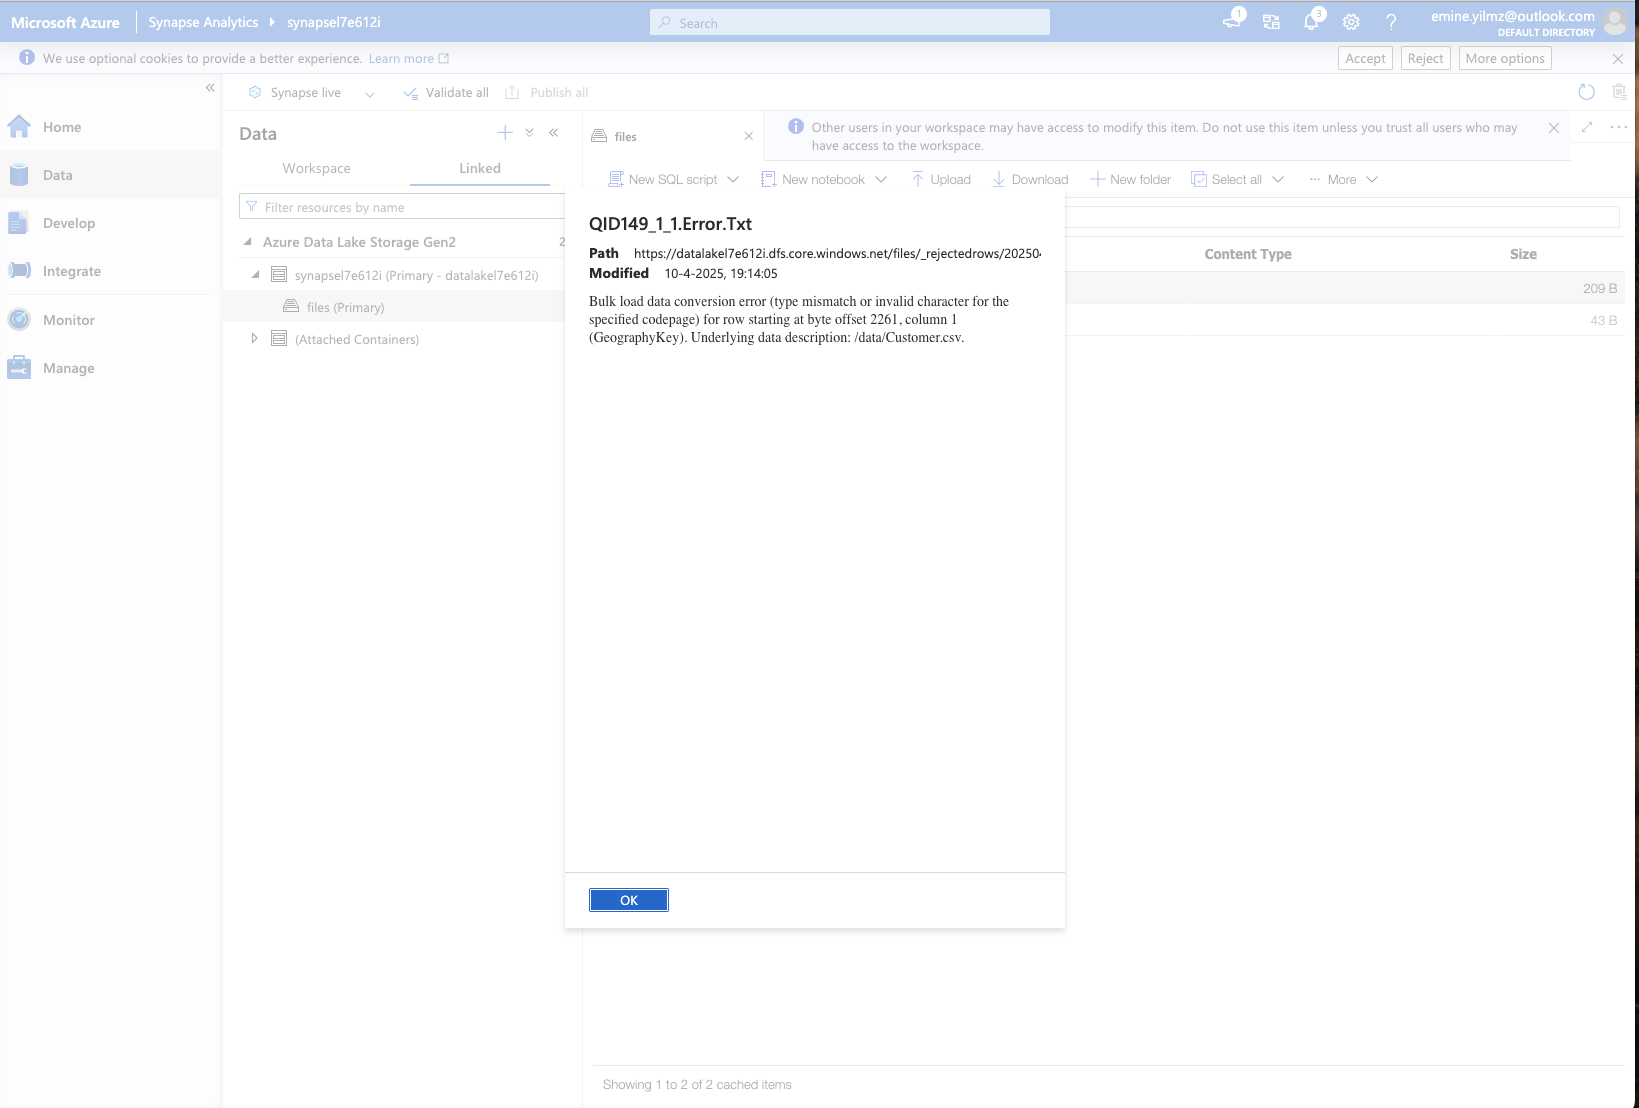 Microsoft Azure
Synapse Analytics
synapsel7e612i
Search
1
3
?
emine.yilmz@outlook.com
DEFAULT DIRECTORY
We use optional cookies to provide a better experience. Learn more
Accept
Reject
More options
Synapse live
Validate all
Publish all
Home
Data
Develop
Integrate
Monitor
Manage
Data
Workspace
Linked
Filter resources by name
Azure Data Lake Storage Gen2
2
synapsel7e612i (Primary - datalakel7e612i)
files (Primary)
(Attached Containers)
files
Other users in your workspace may have access to modify this item. Do not use this item unless you trust all users who may
have access to the workspace.
New SQL script
New notebook
Upload
Download
New folder
Select all
More
Content Type
Size
209 B
43 B
QID149_1_1.Error.Txt
Path https://datalakel7e612i.dfs.core.windows.net/files/_rejectedrows/20250
Modified 10-4-2025, 19:14:05
Bulk load data conversion error (type mismatch or invalid character for the
specified codepage) for row starting at byte offset 2261, column 1
(GeographyKey). Underlying data description: /data/Customer.csv.
OK
Showing 1 to 2 of 2 cached items